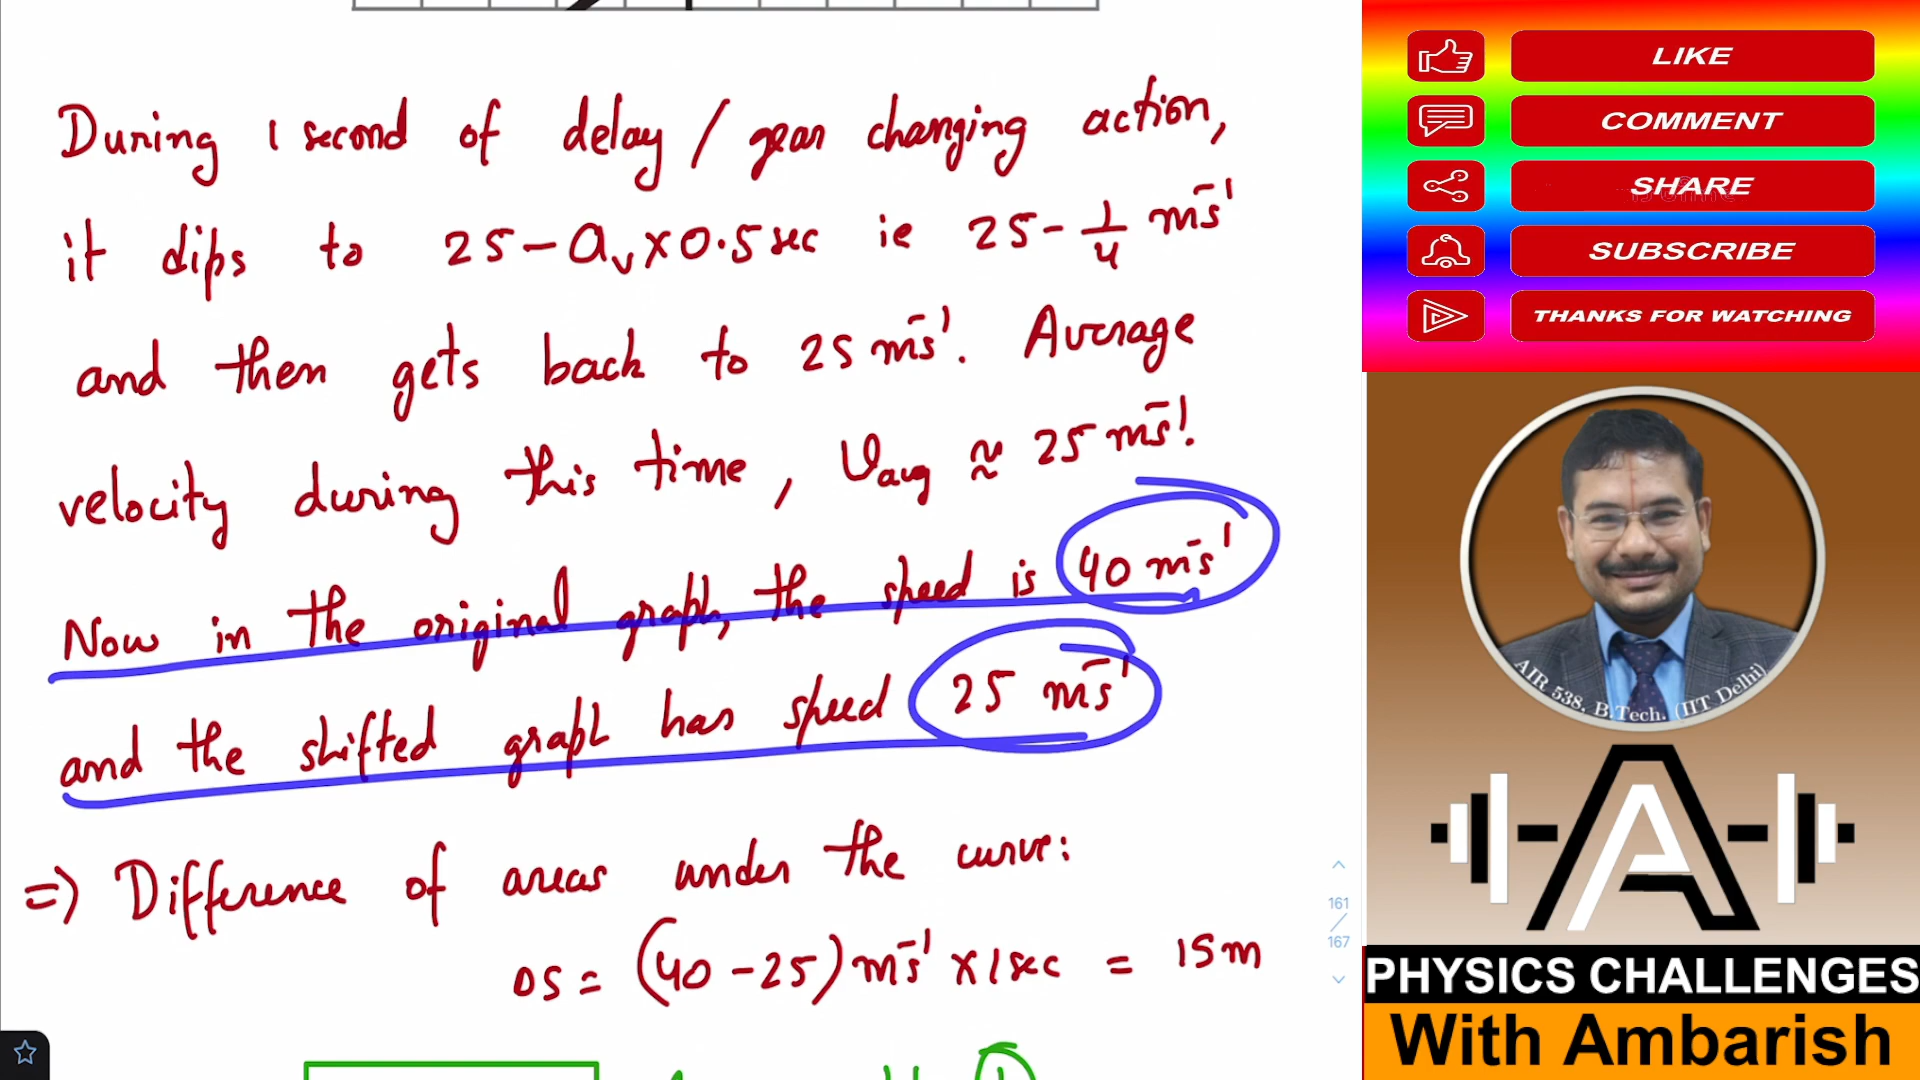 During 1 second of delay / gear changing action,
it dips to 25 - aᵥ x 0.5 sec ie 25 - 1/4 ms⁻¹
and then gets back to 25 ms⁻¹. Average
velocity during this time, Vavg ≈ 25 ms⁻¹.
Now in the original graph, the speed is 40 ms⁻¹
and the shifted graph has speed 25 ms⁻¹
=> Difference of areas under the curve:
ΔS = (40 - 25) ms⁻¹ x 1 sec = 15 m
161
/
167
LIKE
COMMENT
SHARE
SUBSCRIBE
THANKS FOR WATCHING
AIR 538, B.Tech. (IIT Delhi)
A
PHYSICS CHALLENGES
With Ambarish